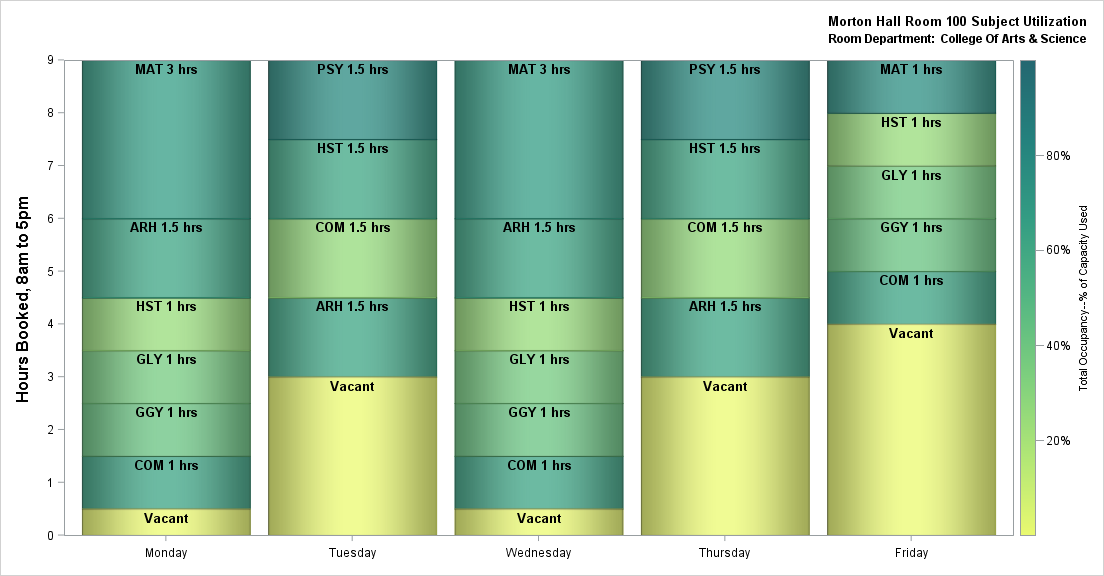 Morton Hall Room 100 Subject Utilization
Room Department: College Of Arts & Science
Hours Booked, 8am to 5pm
9
8
7
6
5
4
3
2
1
0
MAT 3 hrs
ARH 1.5 hrs
HST 1 hrs
GLY 1 hrs
GGY 1 hrs
COM 1 hrs
Vacant
Monday
PSY 1.5 hrs
HST 1.5 hrs
COM 1.5 hrs
ARH 1.5 hrs
Vacant
Tuesday
MAT 3 hrs
ARH 1.5 hrs
HST 1 hrs
GLY 1 hrs
GGY 1 hrs
COM 1 hrs
Vacant
Wednesday
PSY 1.5 hrs
HST 1.5 hrs
COM 1.5 hrs
ARH 1.5 hrs
Vacant
Thursday
MAT 1 hrs
HST 1 hrs
GLY 1 hrs
GGY 1 hrs
COM 1 hrs
Vacant
Friday
80%
60%
40%
20%
Total Occupancy--% of Capacity Used